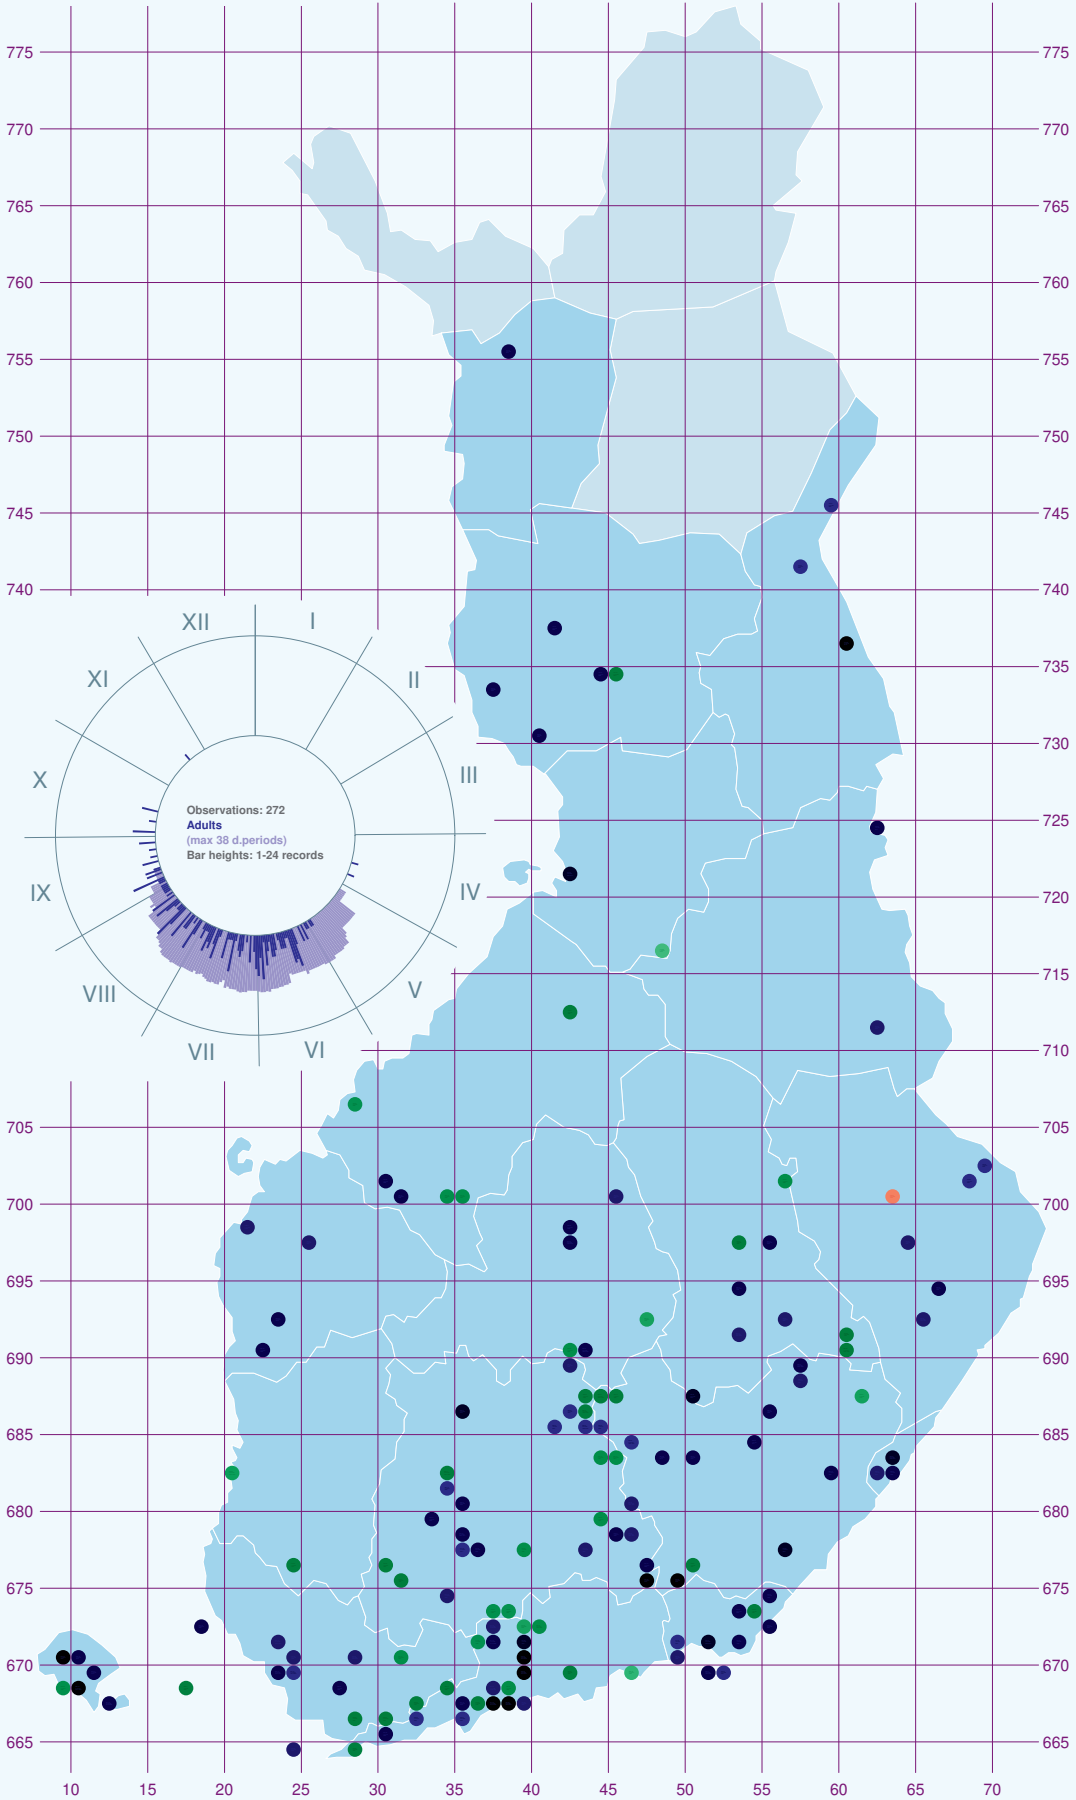 775 775
770 770
765 765
760 760
755 755
750 750
745 745
740 740
XII I
XI II
735
730
X III
725
Observations: 272
Adults
(max 38 d.periods)
Bar heights: 1-24 records
IX IV
720
715
VIII V
VII VI
710
705 705
700 700
695 695
690 690
685 685
680 680
675 675
670 670
665 665
10 15 20 25 30 35 40 45 50 55 60 65 70